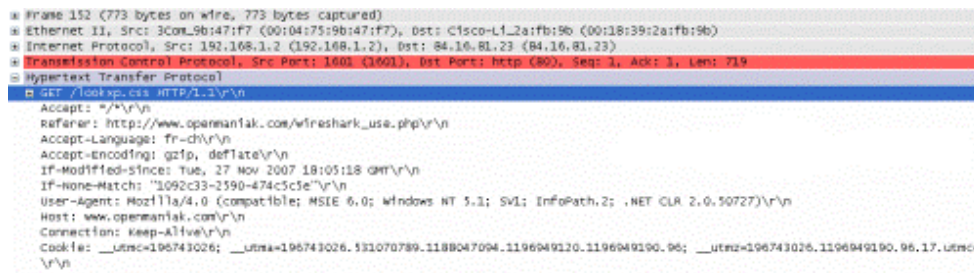 Frame 152 (773 bytes on wire, 773 bytes captured)
Ethernet II, Src: 3Com_9b:47:f7 (00:04:75:9b:47:f7), Dst: Cisco-Li_2a:fb:9b (00:18:39:2a:fb:9b)
Internet Protocol, Src: 192.168.1.2 (192.168.1.2), Dst: 84.16.81.23 (84.16.81.23)
Transmission Control Protocol, Src Port: 1601 (1601), Dst Port: http (80), Seq: 1, Ack: 1, Len: 719
Hypertext Transfer Protocol
GET /lookxp.css HTTP/1.1\r\n
Accept: */*\r\n
Referer: http://www.openmaniak.com/wireshark_use.php\r\n
Accept-Language: fr-ch\r\n
Accept-Encoding: gzip, deflate\r\n
If-Modified-Since: Tue, 27 Nov 2007 18:05:18 GMT\r\n
If-None-Match: "1092c33-2590-474c5c5e"\r\n
User-Agent: Mozilla/4.0 (compatible; MSIE 6.0; Windows NT 5.1; SV1; InfoPath.2; .NET CLR 2.0.50727)\r\n
Host: www.openmaniak.com\r\n
Connection: Keep-Alive\r\n
Cookie: __utmc=196743026; __utma=196743026.531070789.1188047094.1196949120.1196949190.96; __utmz=196743026.1196949190.96.17.utmc
\r\n